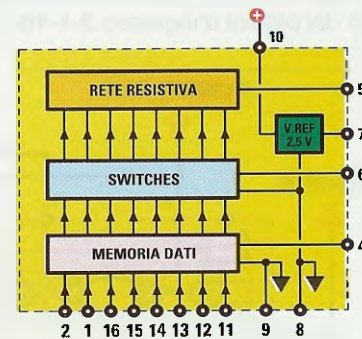 10
RETE RESISTIVA
5
V.REF
2,5 V
7
6
SWITCHES
4
MEMORIA DATI
2 1 16 15 14 13 12 11 9 8